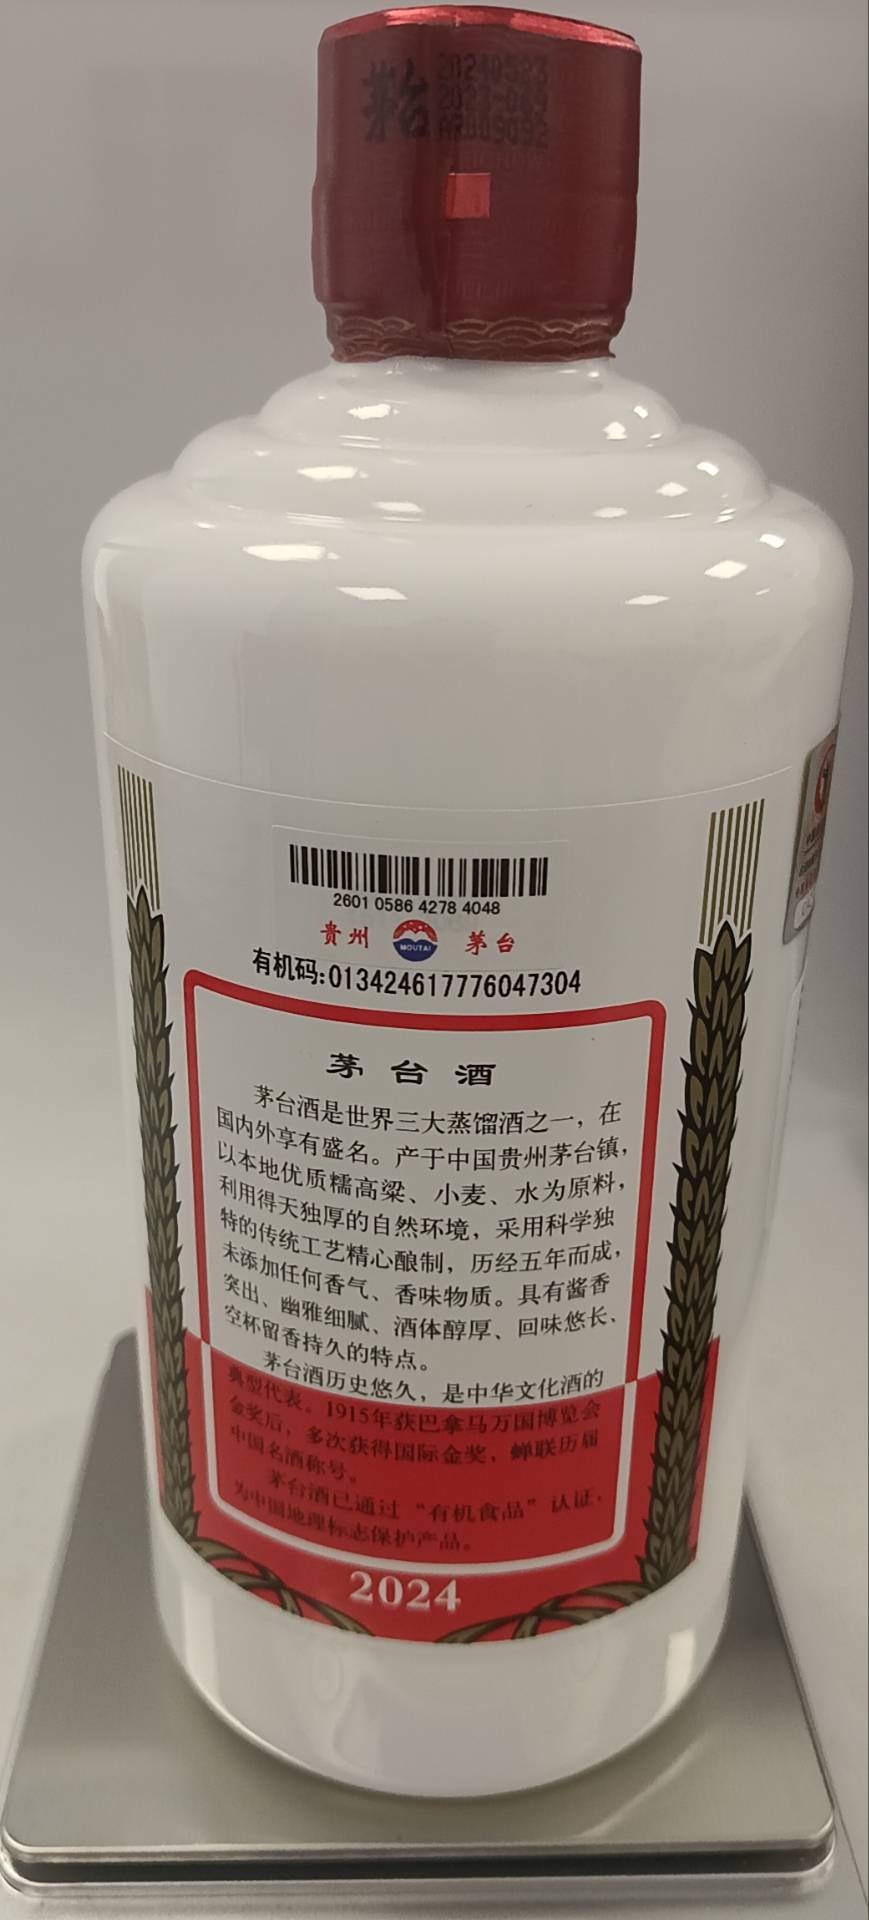 茅台
20240523
2023-085
2601 0586 4278 4048
贵州 MOUTAI 茅台
有机码:013424617776047304
茅台酒
茅台酒是世界三大蒸馏酒之一，在
国内外享有盛名。产于中国贵州茅台镇，
以本地优质糯高粱、小麦、水为原料，
利用得天独厚的自然环境，采用科学独
特的传统工艺精心酿制，历经五年而成，
未添加任何香气、香味物质。具有酱香
突出、幽雅细腻、酒体醇厚、回味悠长、
空杯留香持久的特点。
茅台酒历史悠久，是中华文化酒的
典型代表。1915年获巴拿马万国博览会
金奖后，多次获得国际金奖，蝉联历届
中国名酒称号。
茅台酒已通过“有机食品”认证，
为中国地理标志保护产品。
2024